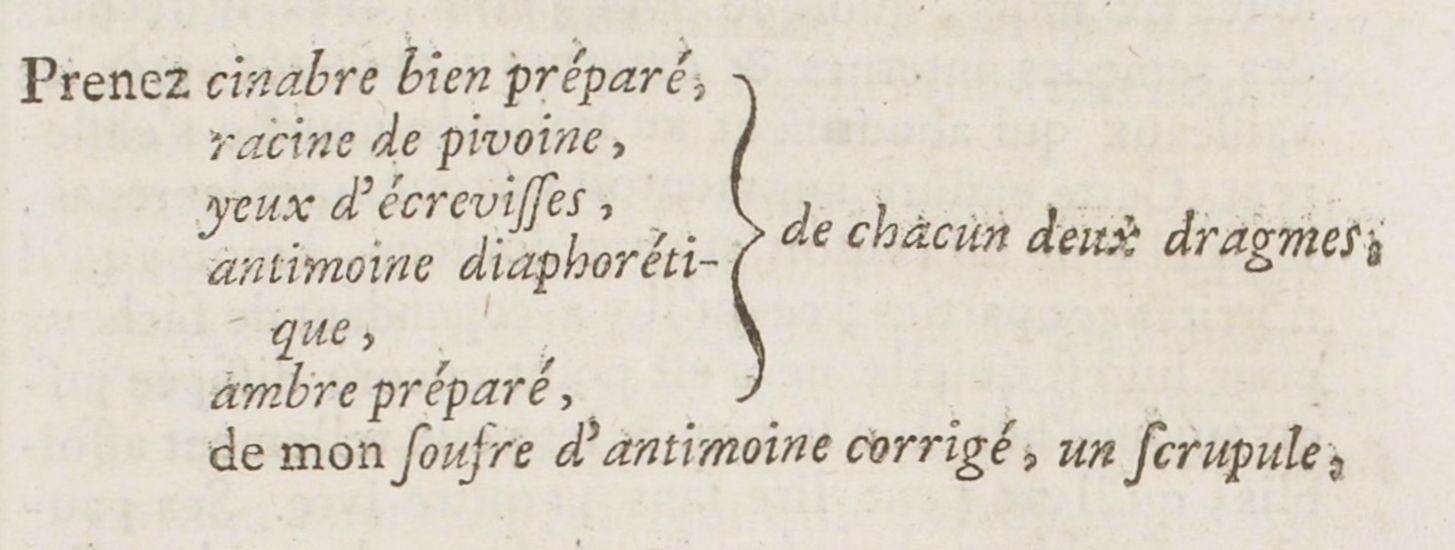 Prenez cinabre bien préparé,
racine de pivoine,
yeux d'écreviſſes,
antimoine diaphoréti-
que,
ambre préparé,
de chacun deux dragmes,
de mon ſoufre d'antimoine corrigé, un ſcrupule,